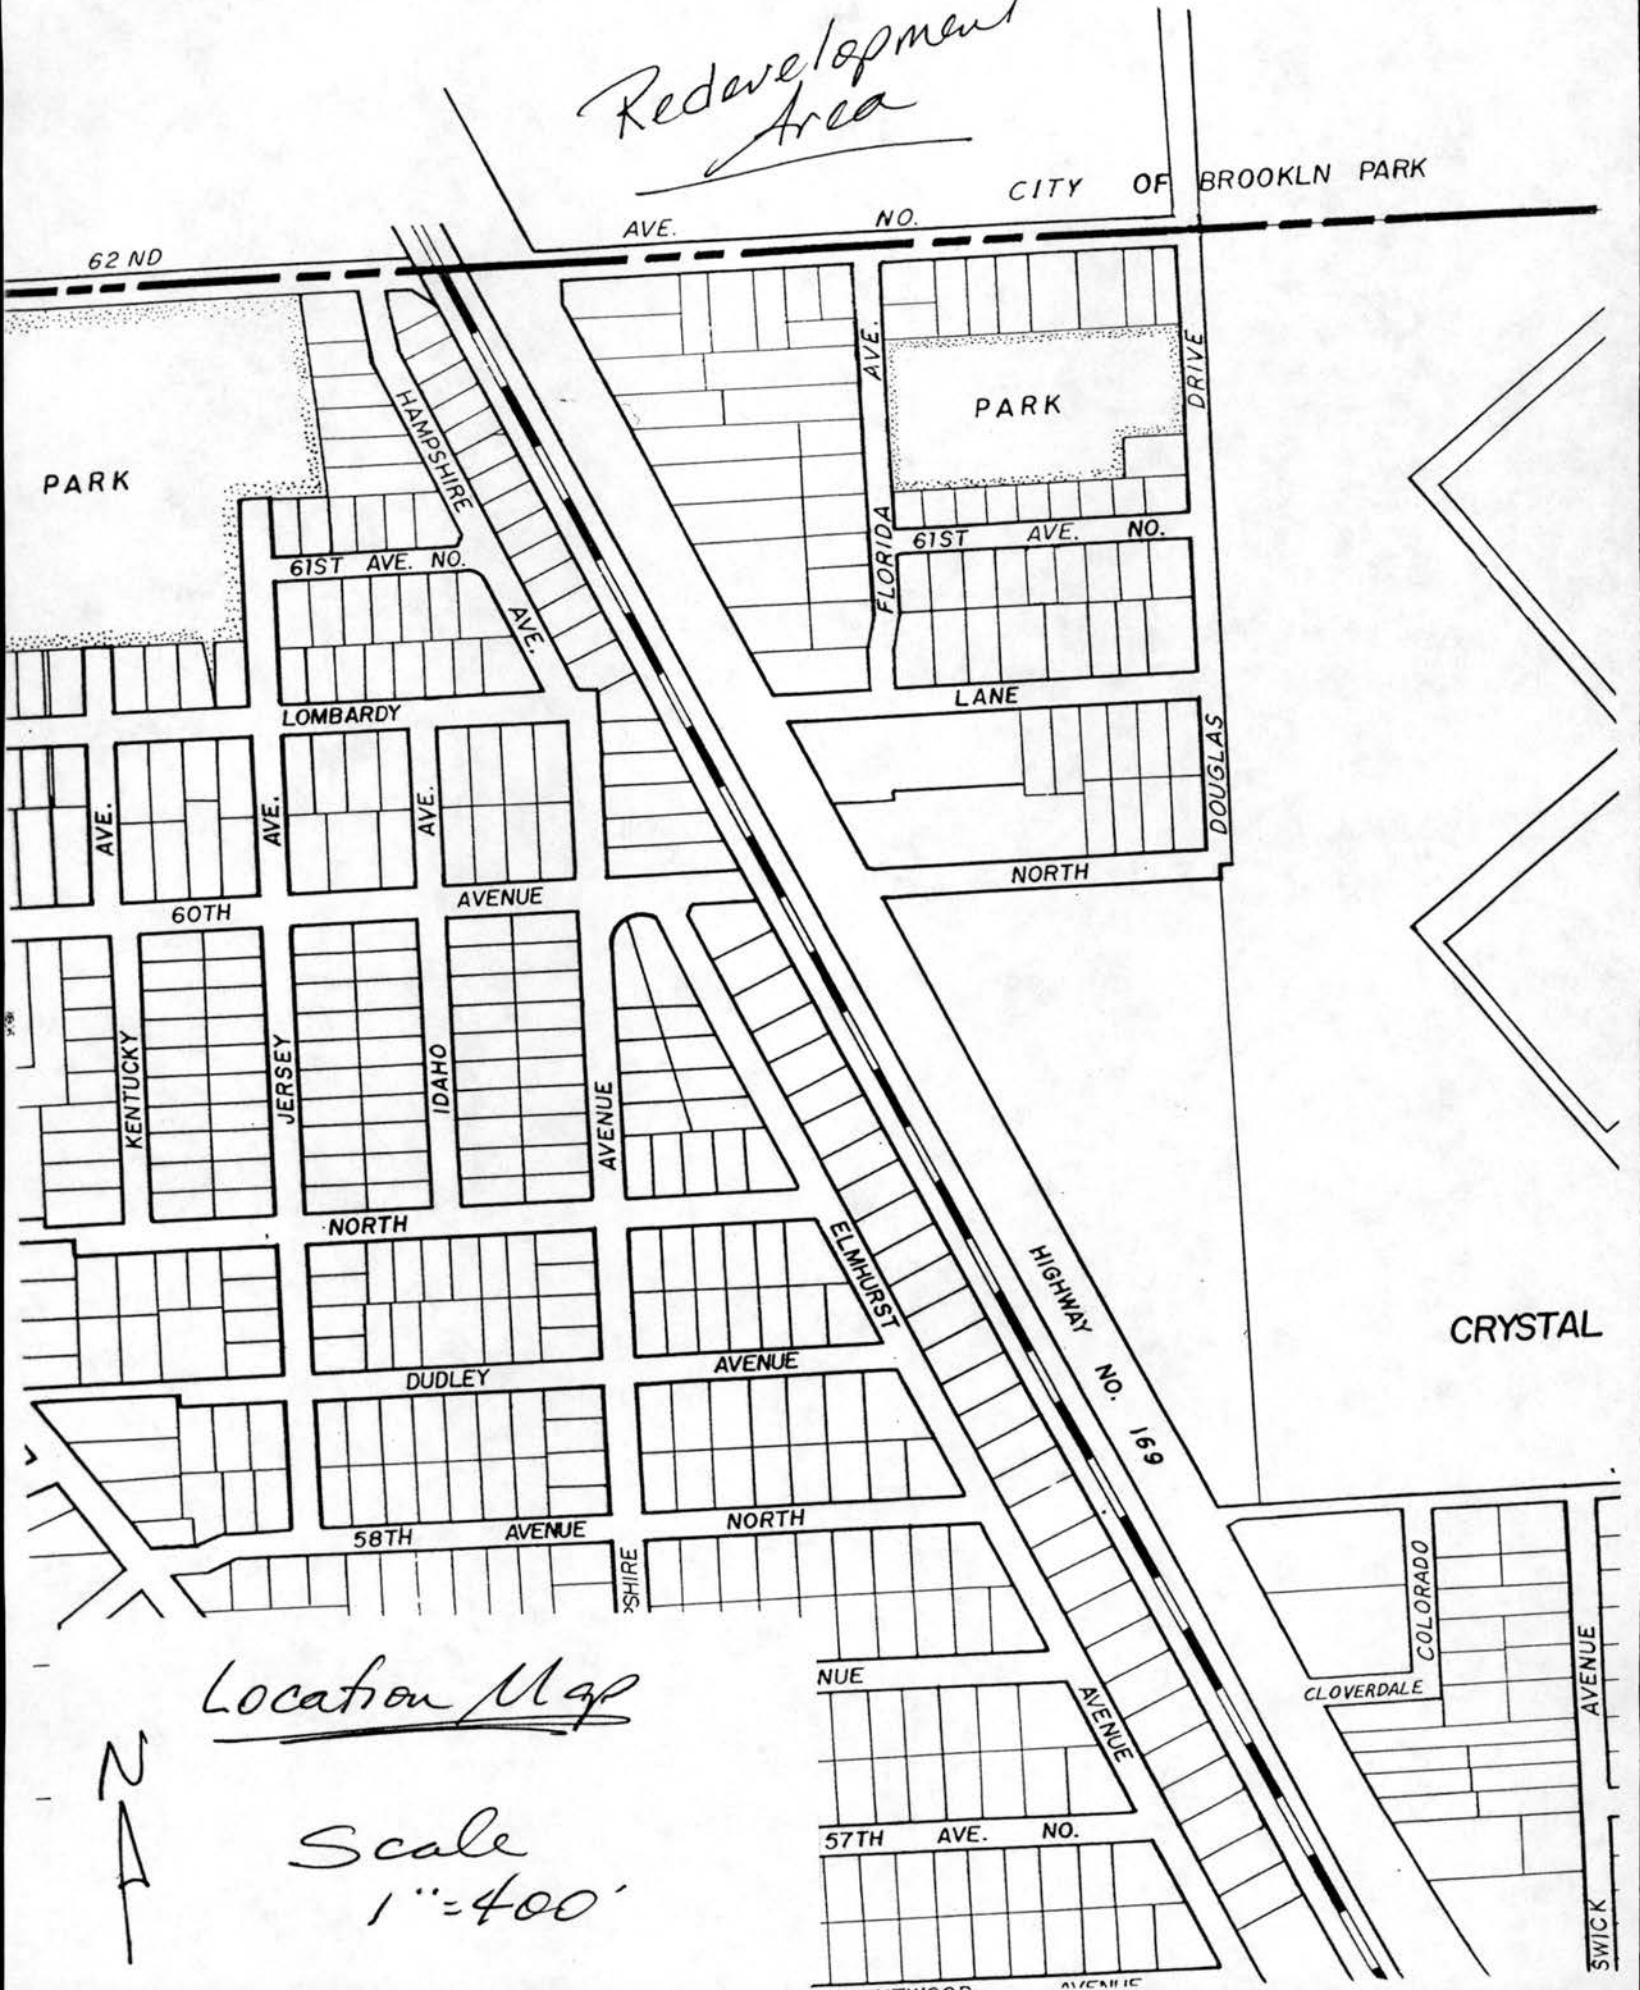 Redevelopment
Area
CITY OF BROOKLN PARK
62 ND AVE. NO.
PARK
HAMPSHIRE AVE.
FLORIDA AVE.
PARK
DOUGLAS DRIVE
61ST AVE. NO.
61ST AVE. NO.
LOMBARDY LANE
AVE.
AVE.
AVE.
60TH AVENUE NORTH
KENTUCKY
JERSEY
IDAHO
AVENUE
NORTH
ELMHURST
HIGHWAY NO. 169
CRYSTAL
DUDLEY AVENUE
58TH AVENUE NORTH
SHIRE
COLORADO
CLOVERDALE
AVENUE
SWICK
NUE
AVENUE
57TH AVE. NO.
AVENUE
Location Map
N
Scale
1"=400'